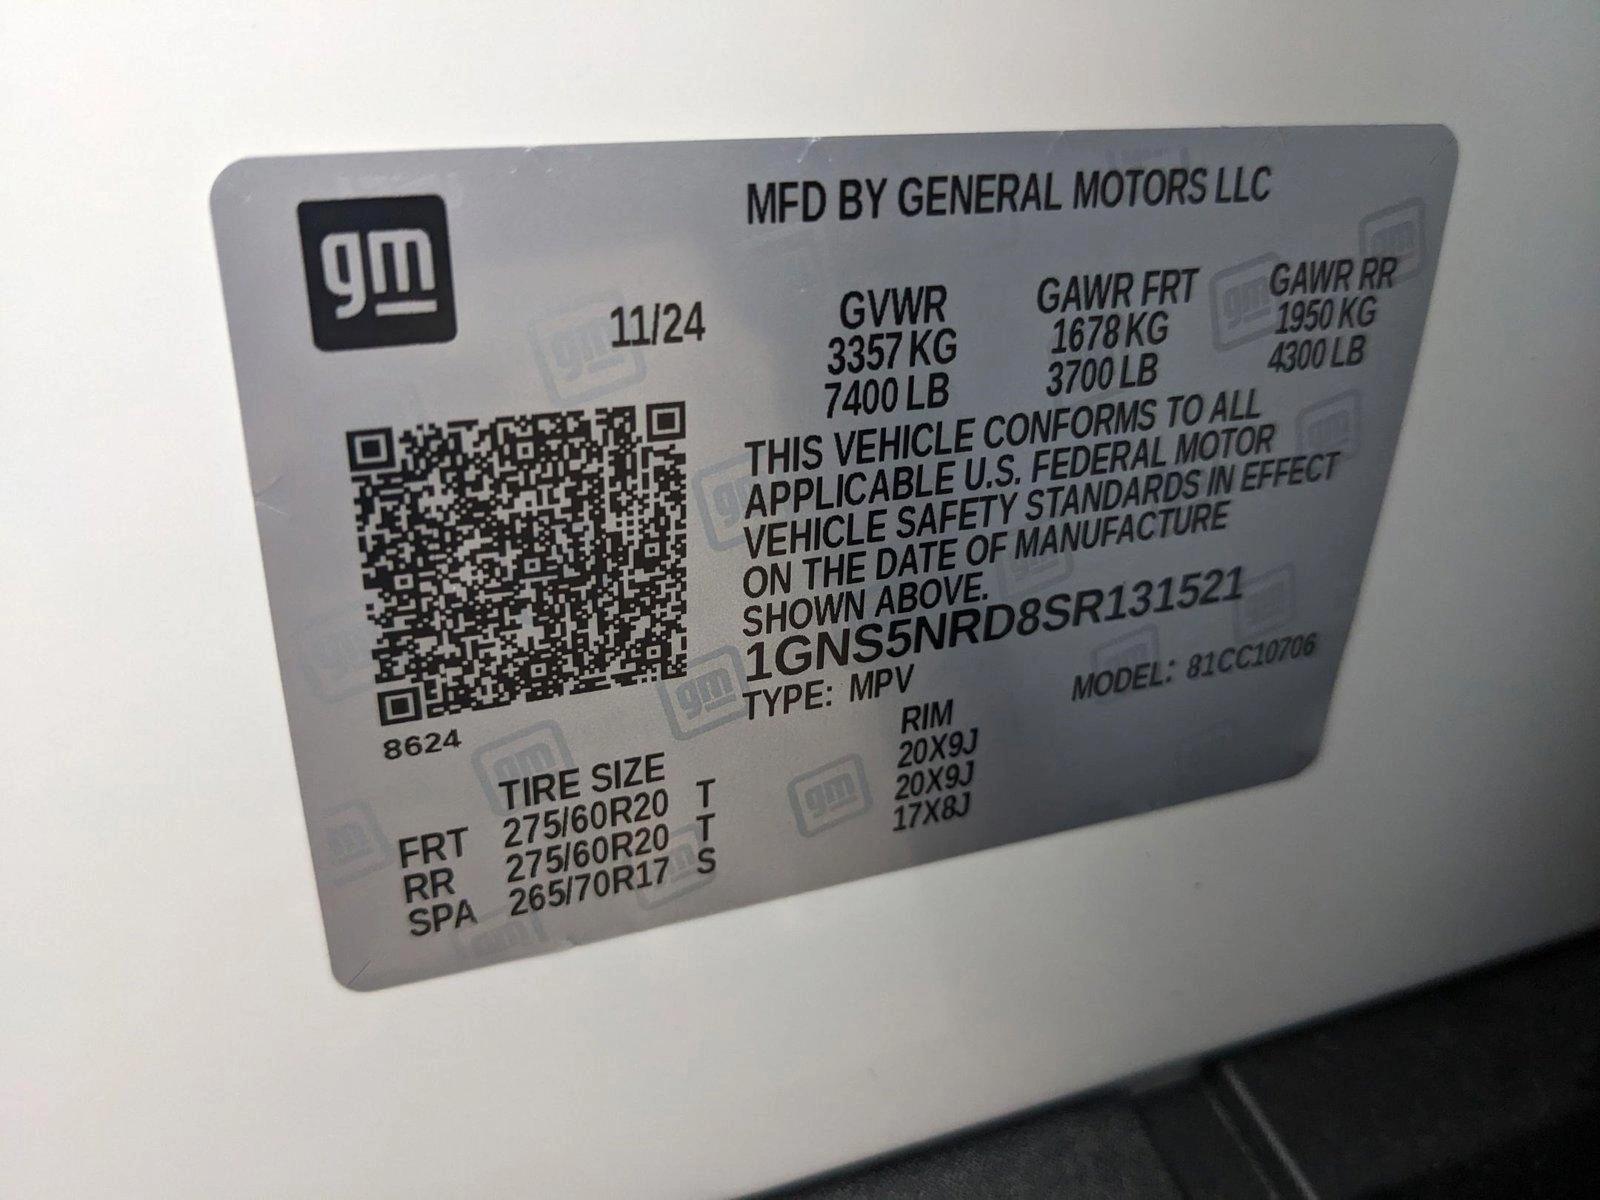 gm
MFD BY GENERAL MOTORS LLC
11/24
GVWR GAWR FRT GAWR RR
3357 KG 1678 KG 1950 KG
7400 LB 3700 LB 4300 LB
THIS VEHICLE CONFORMS TO ALL
APPLICABLE U.S. FEDERAL MOTOR
VEHICLE SAFETY STANDARDS IN EFFECT
ON THE DATE OF MANUFACTURE
SHOWN ABOVE.
1GNS5NRD8SR131521
TYPE: MPV MODEL: 81CC10706
8624
TIRE SIZE RIM
FRT 275/60R20 T 20X9J
RR 275/60R20 T 20X9J
SPA 265/70R17 S 17X8J